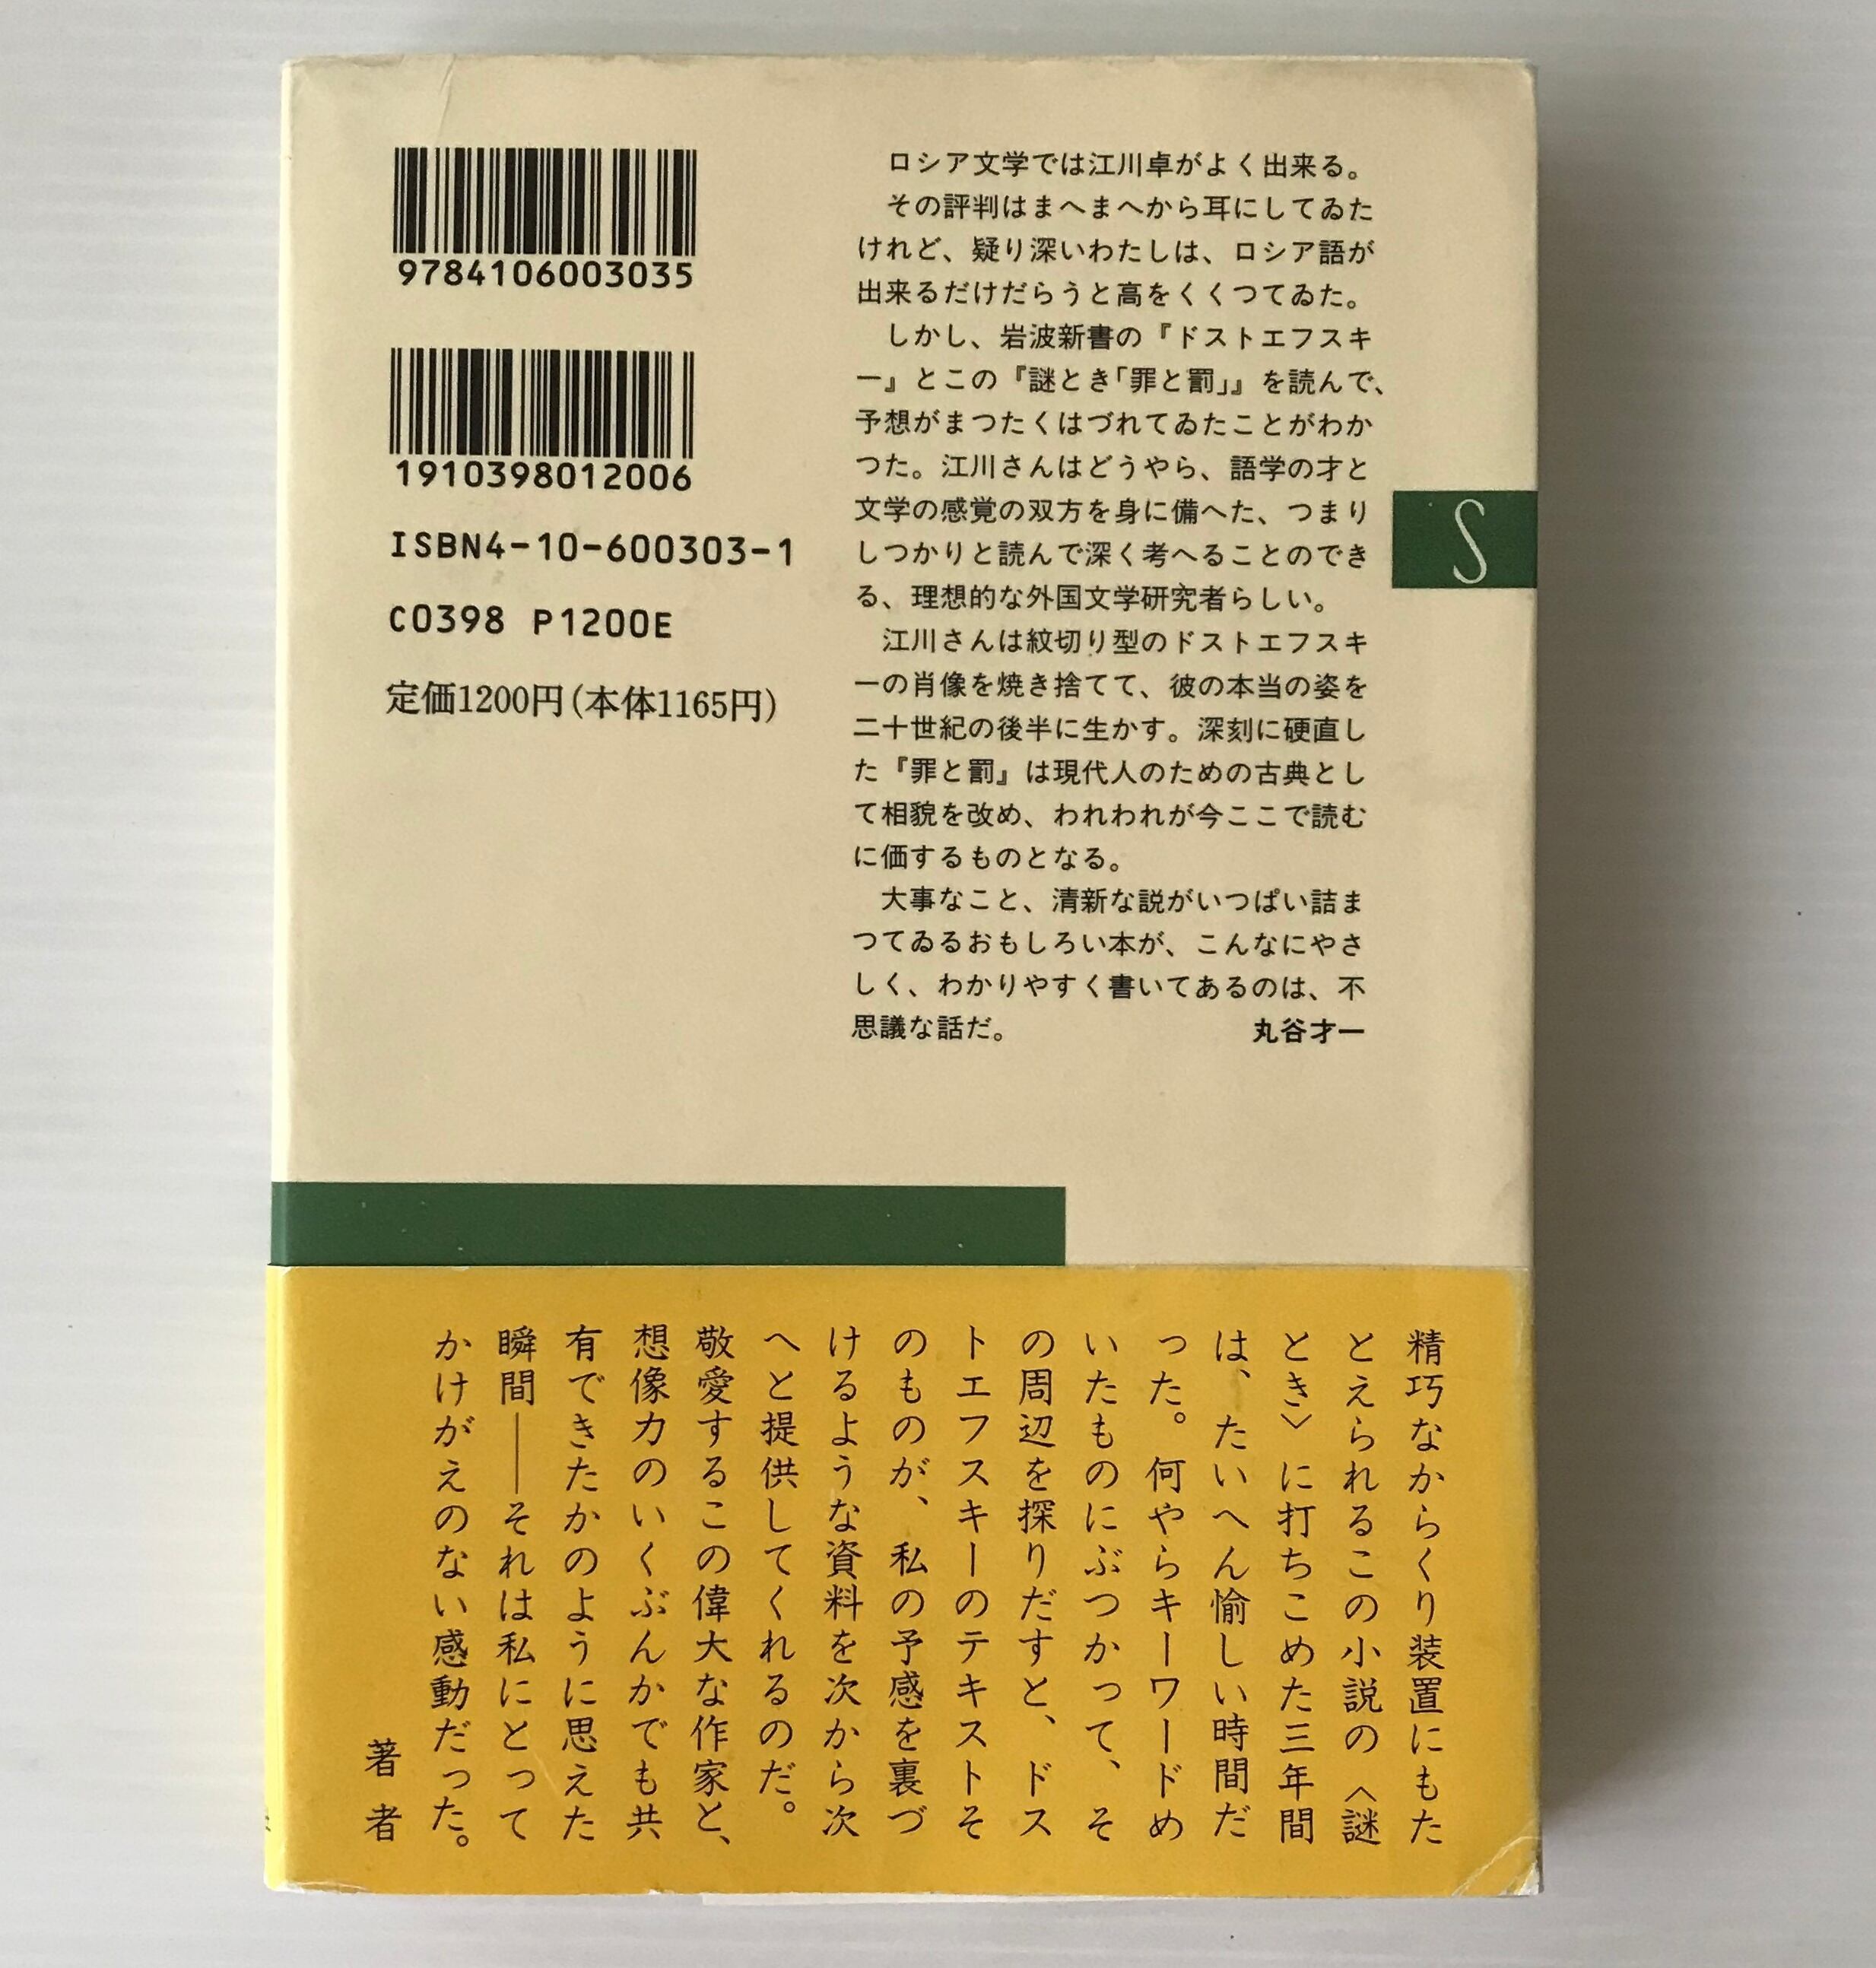 9784106003035
1910398012006
ISBN4-10-600303-1
C0398 P1200E
定価1200円(本体1165円)
ロシア文学では江川卓がよく出来る。
その評判はまへまへから耳にしてゐた
けれど、疑り深いわたしは、ロシア語が
出来るだけだらうと高をくくつてゐた。
しかし、岩波新書の『ドストエフスキ
ー』とこの『謎とき「罪と罰」』を読んで、
予想がまつたくはづれてゐたことがわか
つた。江川さんはどうやら、語学の才と
文学の感覚の双方を身に備へた、つまり
しつかりと読んで深く考へることのでき
る、理想的な外国文学研究者らしい。
江川さんは紋切り型のドストエフスキ
ーの肖像を焼き捨てて、彼の本当の姿を
二十世紀の後半に生かす。深刻に硬直し
た『罪と罰』は現代人のための古典とし
て相貌を改め、われわれが今ここで読む
に価するものとなる。
大事なこと、清新な説がいつぱい詰ま
つてゐるおもしろい本が、こんなにやさ
しく、わかりやすく書いてあるのは、不
思議な話だ。 丸谷才一
S
精巧なからくり装置にもた
とえられるこの小説の〈謎
とき〉に打ちこめた三年間
は、たいへん愉しい時間だ
った。何やらキーワードめ
いたものにぶつかって、そ
の周辺を探りだすと、ドス
トエフスキーのテキストそ
のものが、私の予感を裏づ
けるような資料を次から次
へと提供してくれるのだ。
敬愛するこの偉大な作家と、
想像力のいくぶんかでも共
有できたかのように思えた
瞬間――それは私にとって
かけがえのない感動だった。
著者